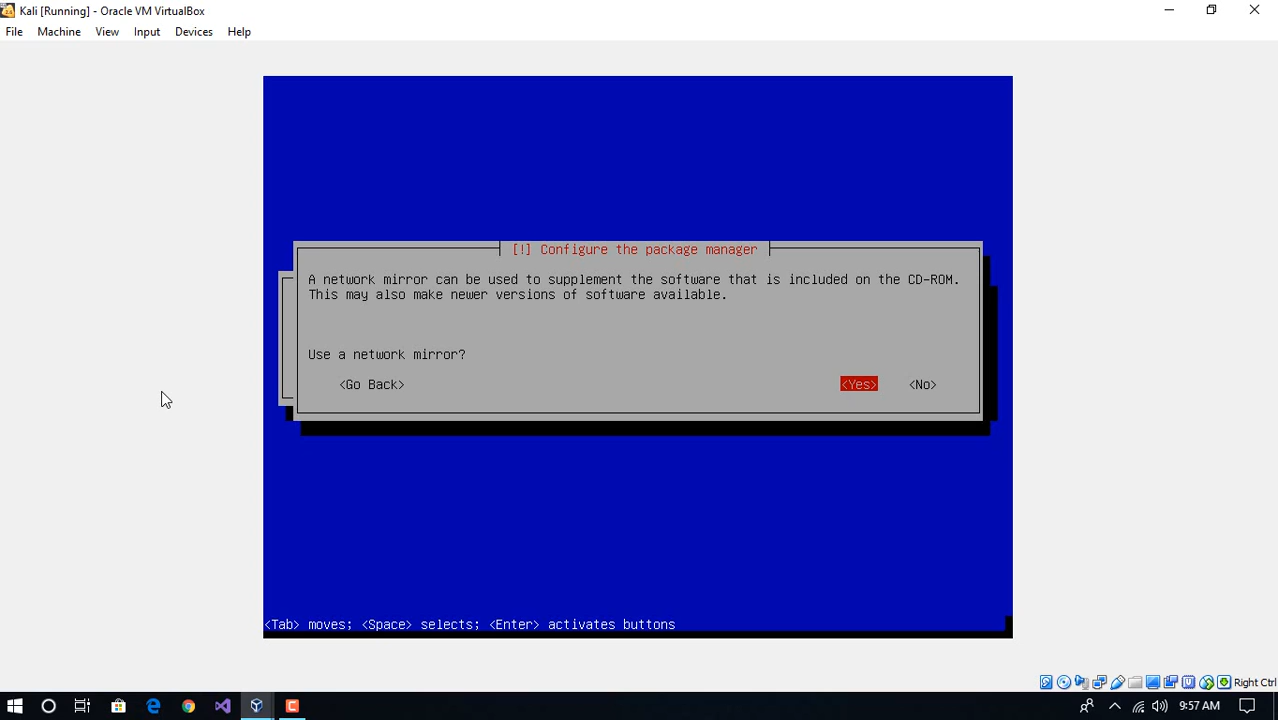 Kali [Running] - Oracle VM VirtualBox
File Machine View Input Devices Help
[!] Configure the package manager
A network mirror can be used to supplement the software that is included on the CD-ROM.
This may also make newer versions of software available.
Use a network mirror?
<Go Back> <Yes> <No>
<Tab> moves; <Space> selects; <Enter> activates buttons
Right Ctrl
9:57 AM